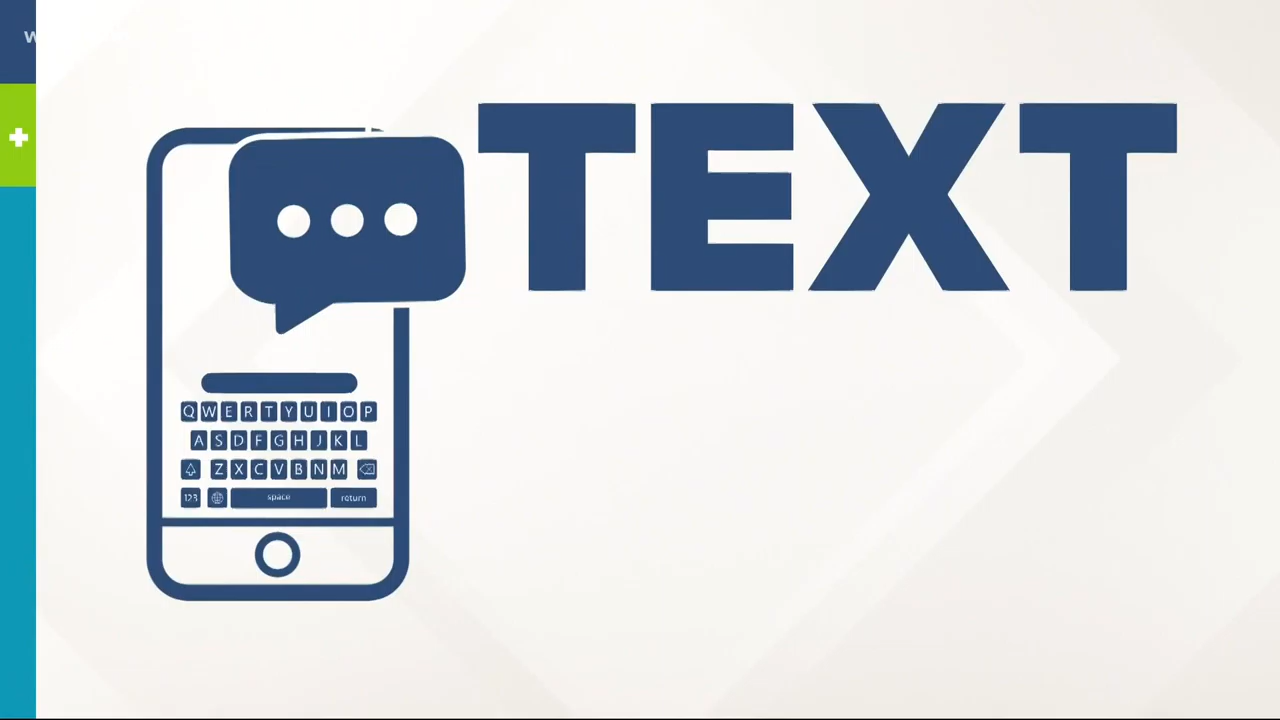 W
TEXT
QWERTYUIOP
ASDFGHJKL
ZXCVBNM
123 space return